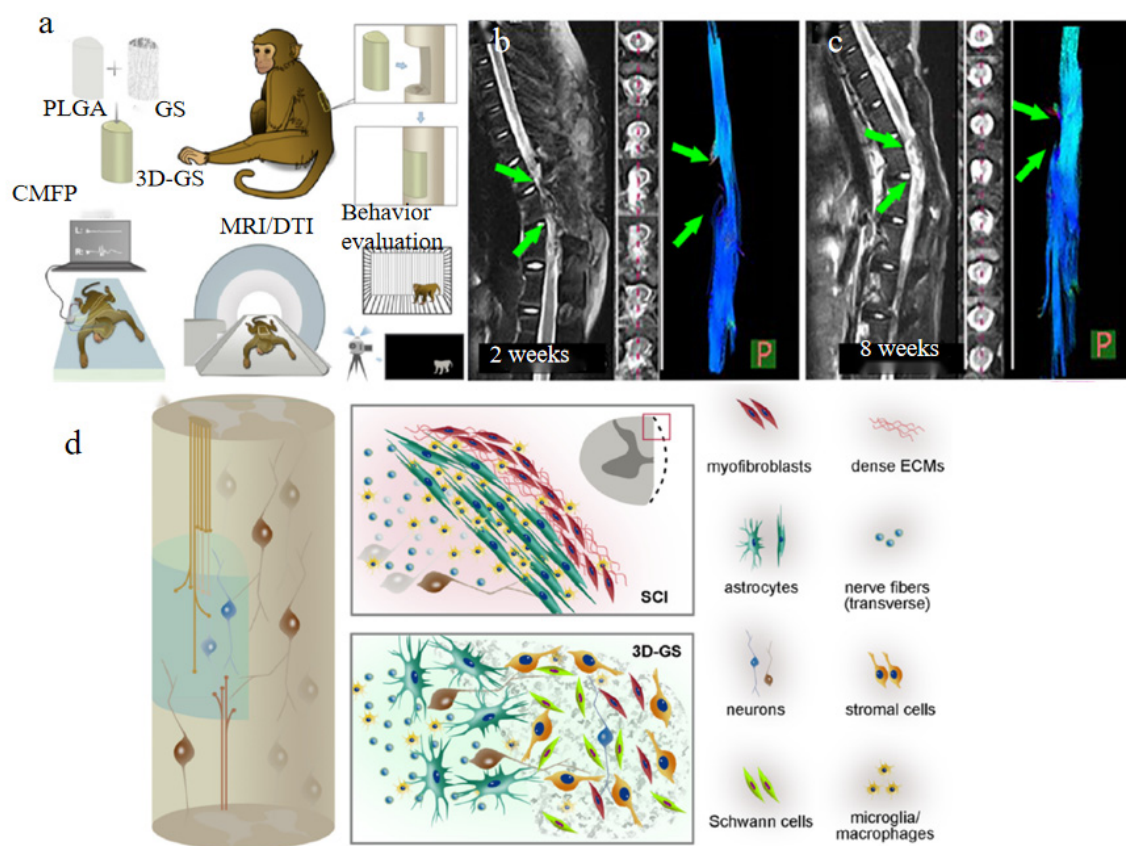 a
PLGA
+
GS
3D-GS
CMFP
L:
R:
MRI/DTI
Behavior
evaluation
b
2 weeks
P
c
8 weeks
P
d
SCI
3D-GS
myofibroblasts
dense ECMs
astrocytes
nerve fibers
(transverse)
neurons
stromal cells
Schwann cells
microglia/
macrophages